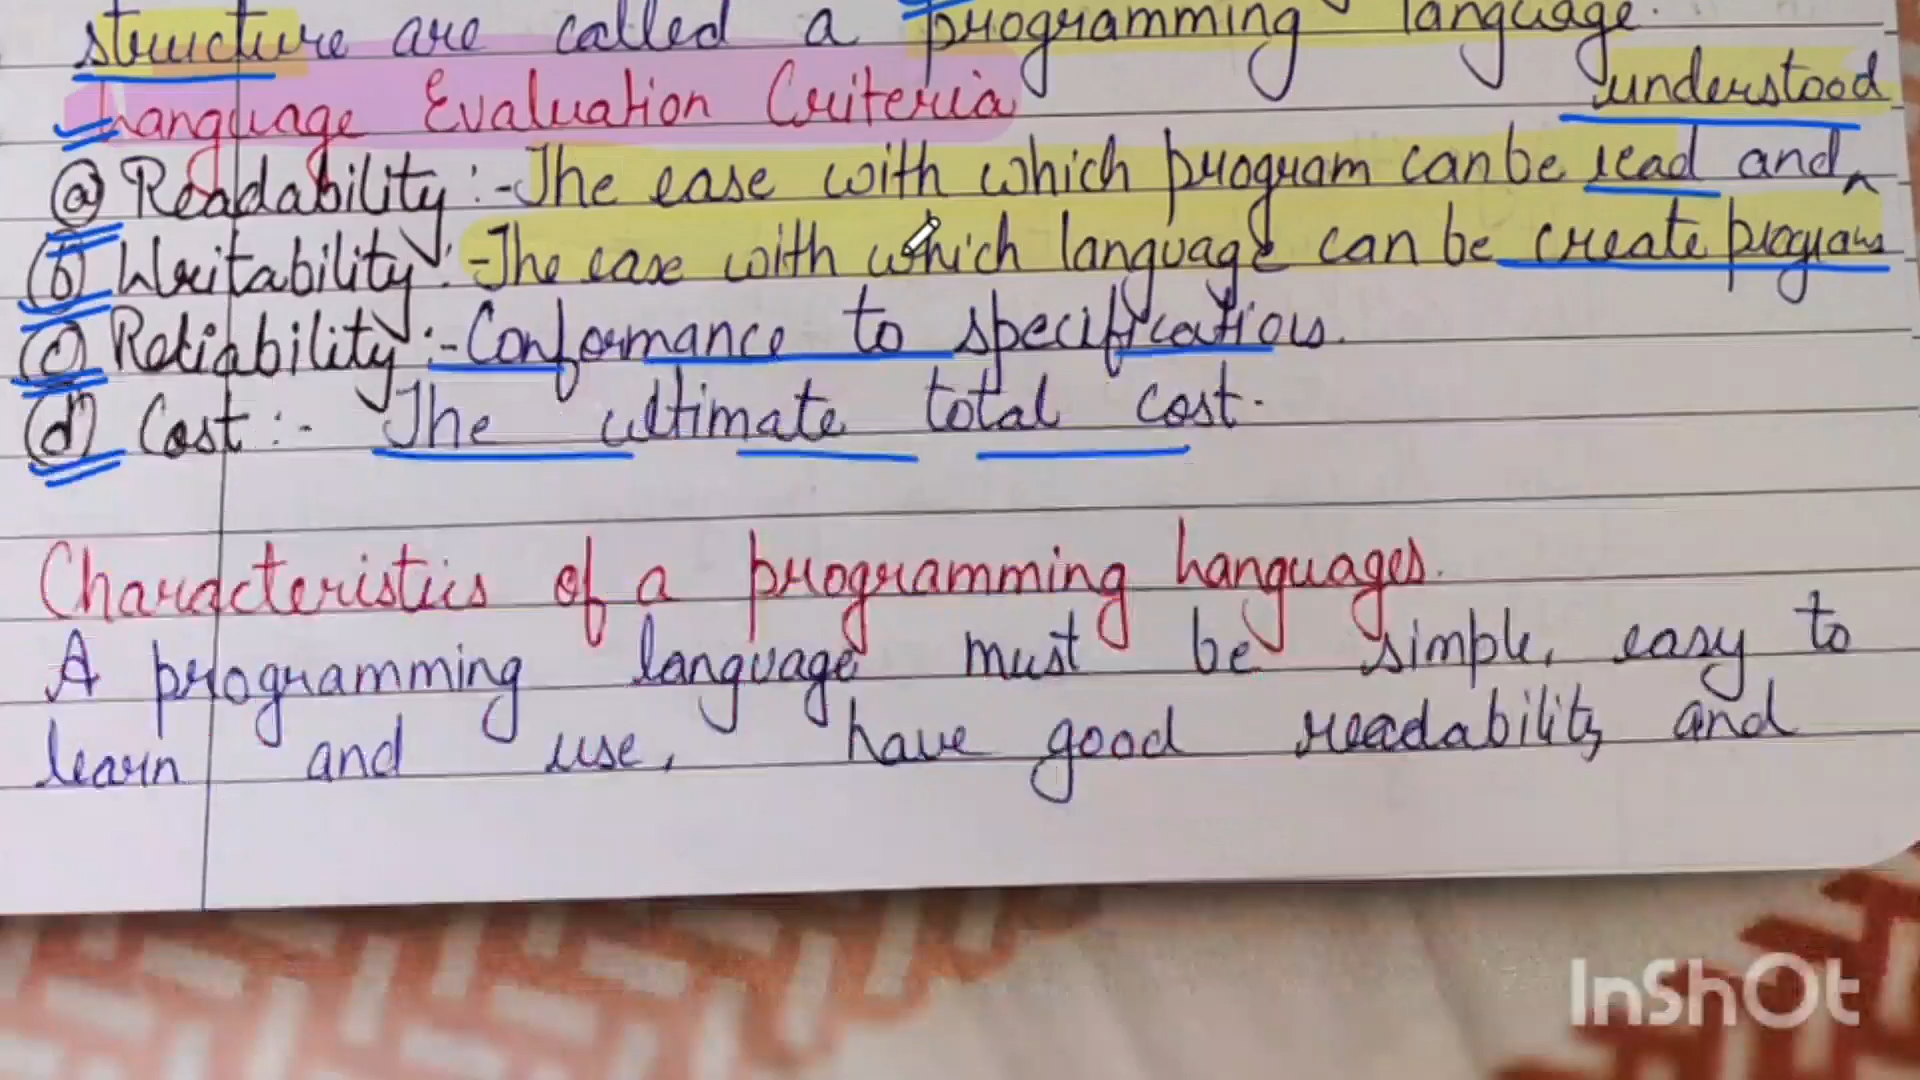 structure are called a programming language.
Language Evaluation Criteria
understood
(a) Readability :- The ease with which program can be read and ^
(b) Writability :- The ease with which language can be create programs
(c) Reliability :- Conformance to specifications.
(d) Cost :- The ultimate total cost.
Characteristics of a programming languages.
A programming language must be simple, easy to
learn and use, have good readability and
InShOt